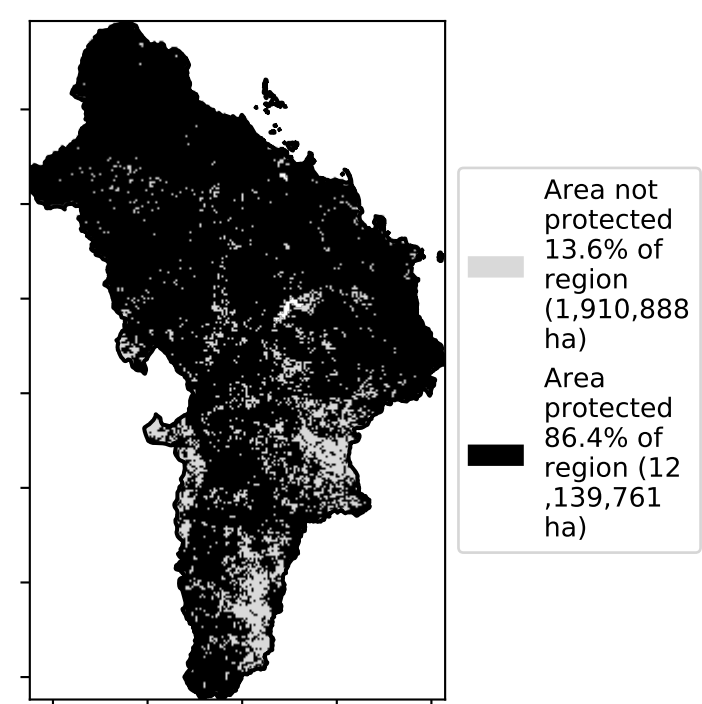 Area not
protected
13.6% of
region
(1,910,888
ha)
Area
protected
86.4% of
region (12
,139,761
ha)